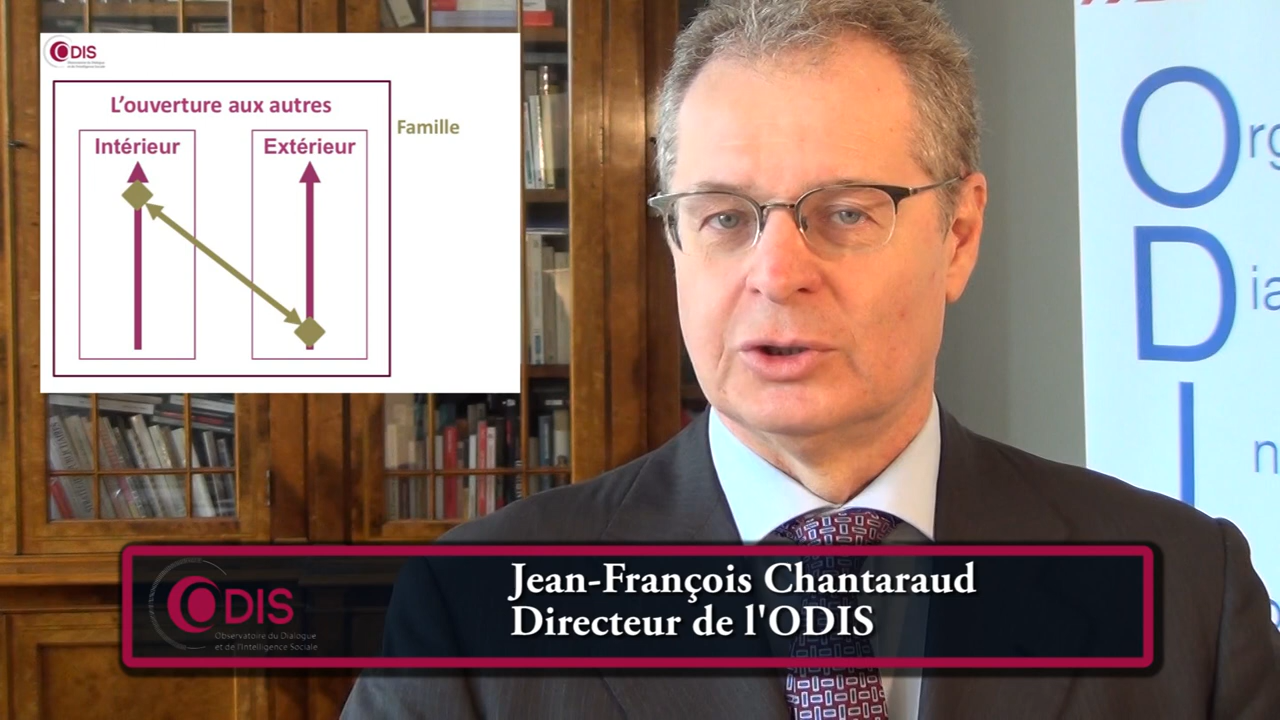 ODIS
L'ouverture aux autres
Intérieur
Extérieur
Famille
O
D
ia
I
n
Jean-François Chantaraud
Directeur de l'ODIS
ODIS
Observatoire du Dialogue
et de l'Intelligence Sociale